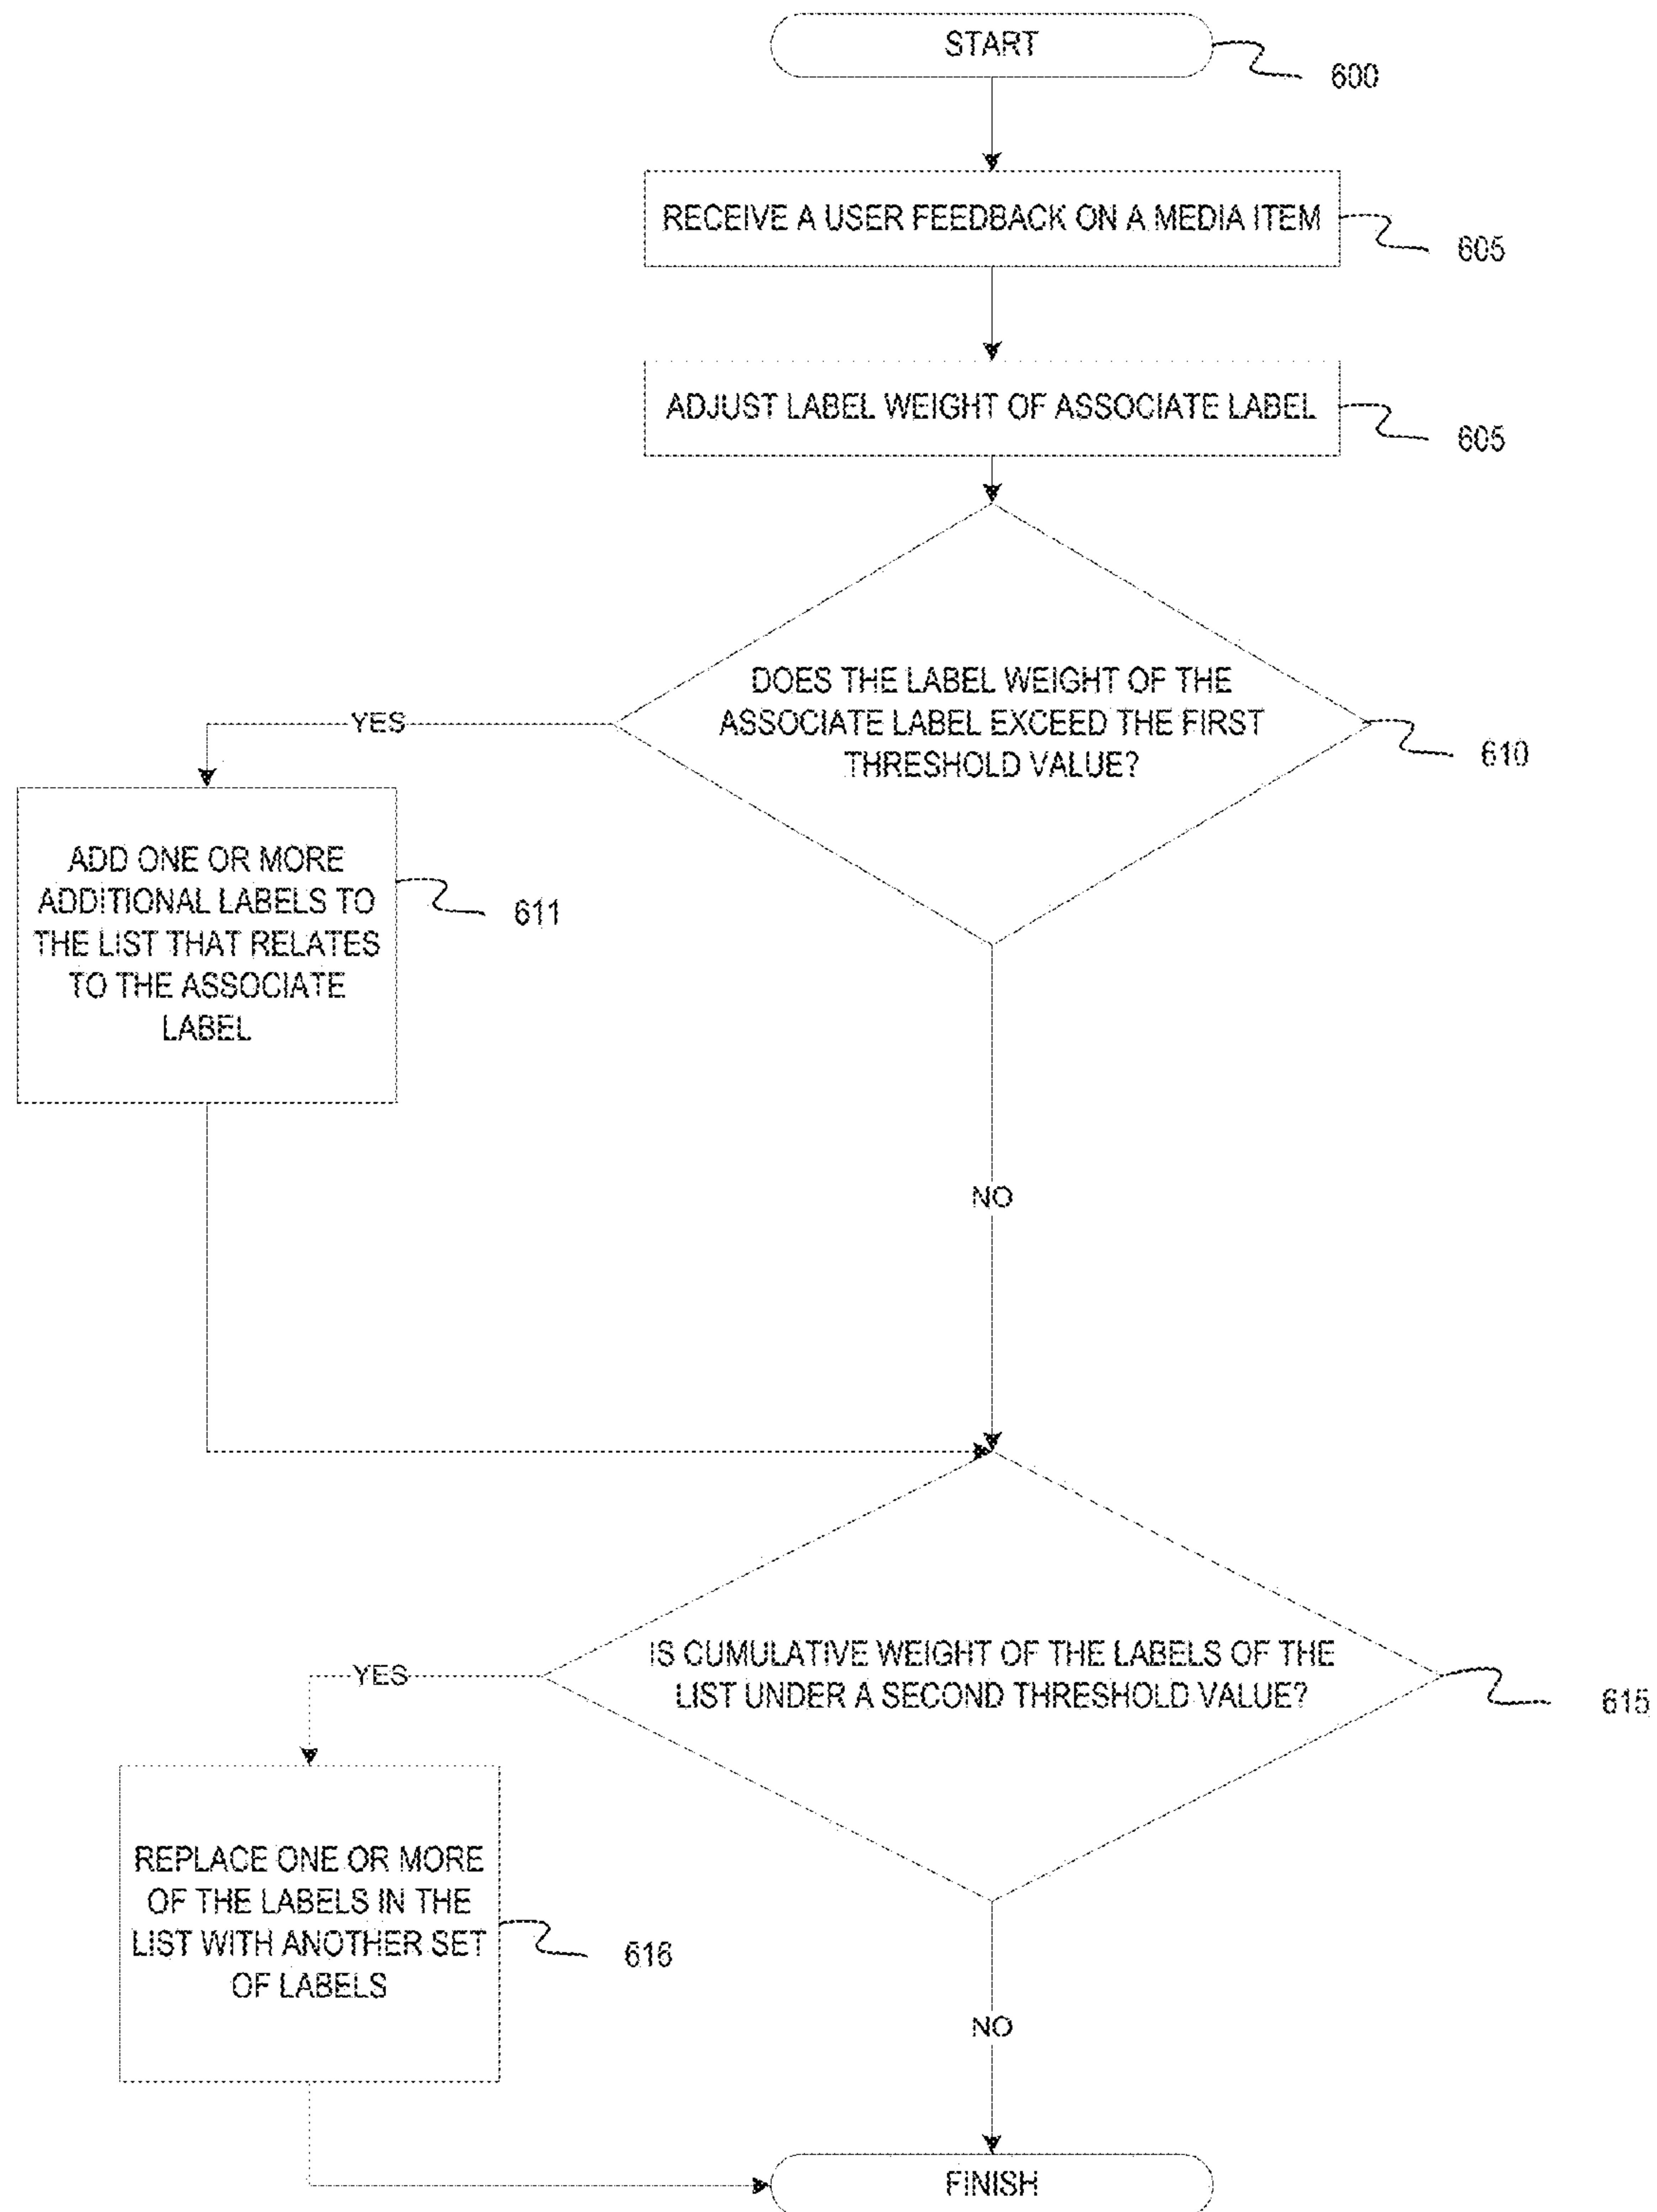 START
600
RECEIVE A USER FEEDBACK ON A MEDIA ITEM
605
ADJUST LABEL WEIGHT OF ASSOCIATE LABEL
605
DOES THE LABEL WEIGHT OF THE
ASSOCIATE LABEL EXCEED THE FIRST
THRESHOLD VALUE?
610
YES
ADD ONE OR MORE
ADDITIONAL LABELS TO
THE LIST THAT RELATES
TO THE ASSOCIATE
LABEL
611
NO
IS CUMULATIVE WEIGHT OF THE LABELS OF THE
LIST UNDER A SECOND THRESHOLD VALUE?
615
YES
REPLACE ONE OR MORE
OF THE LABELS IN THE
LIST WITH ANOTHER SET
OF LABELS
616
NO
FINISH